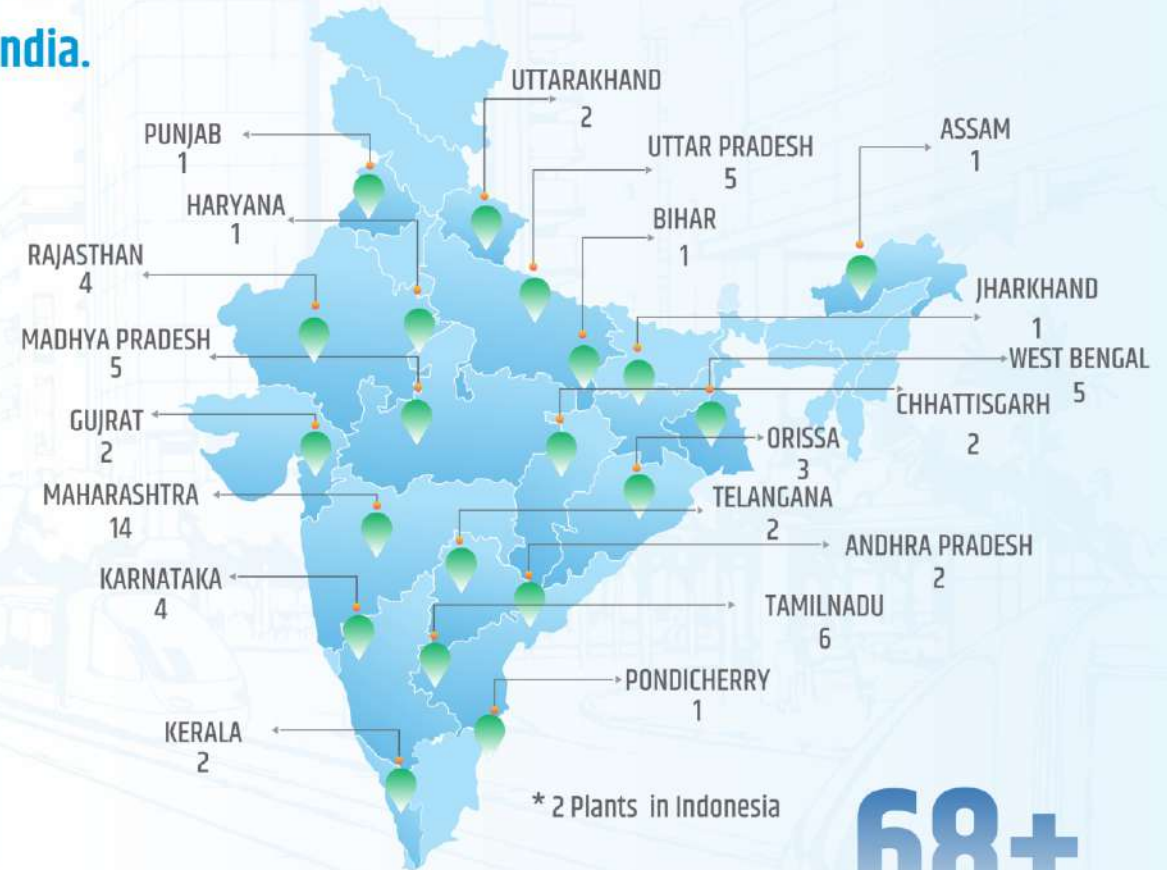 ndia.
UTTARAKHAND
2
PUNJAB
1
ASSAM
1
UTTAR PRADESH
5
HARYANA
1
BIHAR
1
RAJASTHAN
4
JHARKHAND
1
MADHYA PRADESH
5
WEST BENGAL
5
CHHATTISGARH
2
GUJRAT
2
ORISSA
3
MAHARASHTRA
14
TELANGANA
2
ANDHRA PRADESH
2
KARNATAKA
4
TAMILNADU
6
PONDICHERRY
1
KERALA
2
* 2 Plants in Indonesia
68+